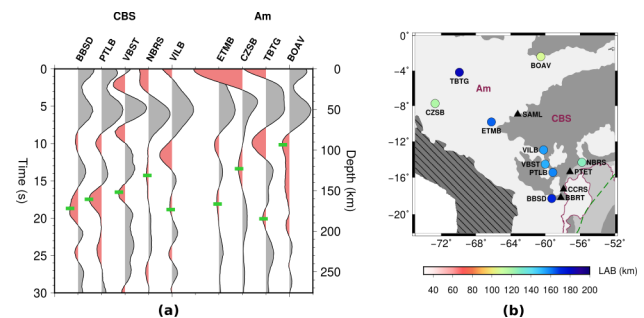 CBS Am
BBSD PTLB VBST NBRS VILB ETMB CZSB TBTG BOAV
Time (s)
0 5 10 15 20 25 30
0 50 100 150 200 250
Depth (km)
(a)
0° −4° −8° −12° −16° −20°
BOAV
TBTG
Am
CZSB
SAML
CBS
ETMB
VILB
NBRS
VBST
PTET
PTLB
CCRS
BBSD
BBRT
−72° −68° −64° −60° −56° −52°
LAB (km)
40 60 80 100 120 140 160 180 200
(b)